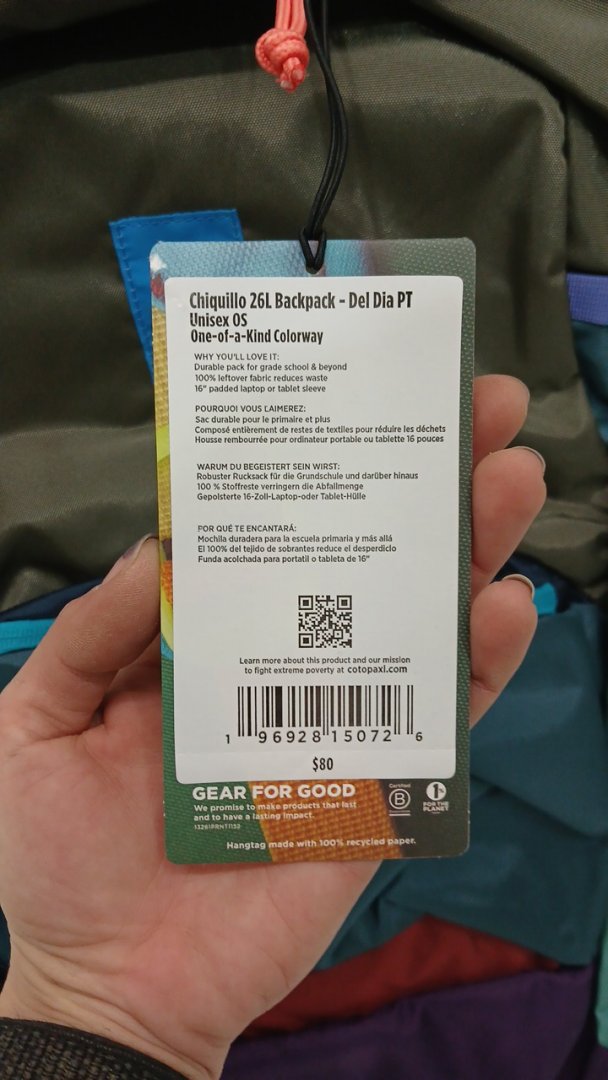 Chiquillo 26L Backpack - Del Dia PT
Unisex OS
One-of-a-Kind Colorway
WHY YOU'LL LOVE IT:
Durable pack for grade school & beyond
100% leftover fabric reduces waste
16" padded laptop or tablet sleeve
POURQUOI VOUS L'AIMEREZ:
Sac durable pour le primaire et plus
Composé entièrement de restes de textiles pour réduire les déchets
Housse rembourrée pour ordinateur portable ou tablette 16 pouces
WARUM DU BEGEISTERT SEIN WIRST:
Robuster Rucksack für die Grundschule und darüber hinaus
100 % Stoffreste verringern die Abfallmenge
Gepolsterte 16-Zoll-Laptop-oder Tablet-Hülle
POR QUÉ TE ENCANTARÁ:
Mochila duradera para la escuela primaria y más allá
El 100% del tejido de sobrantes reduce el desperdicio
Funda acolchada para portatil o tableta de 16"
Learn more about this product and our mission
to fight extreme poverty at cotopaxi.com
1 96928 15072 6
$80
GEAR FOR GOOD
We promise to make products that last
and to have a lasting impact.
13261PRNT1152
Certified
B
1%
FOR THE
PLANET
Hangtag made with 100% recycled paper.